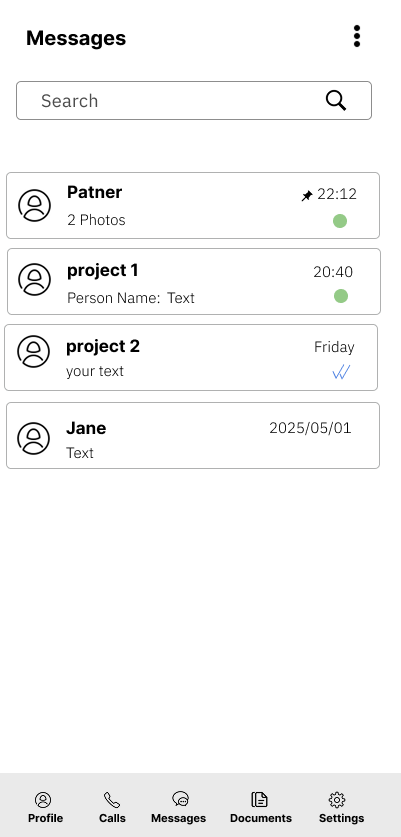 Messages
Search
Patner 22:12
2 Photos
project 1 20:40
Person Name: Text
project 2 Friday
your text
Jane 2025/05/01
Text
Profile Calls Messages Documents Settings